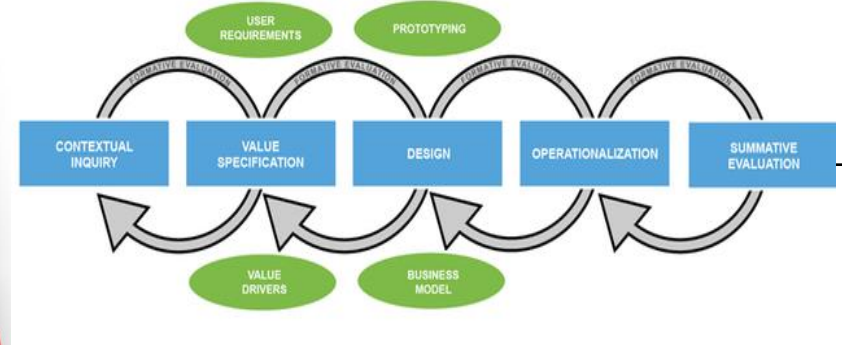 USER
REQUIREMENTS
PROTOTYPING
FORMATIVE EVALUATION
FORMATIVE EVALUATION
FORMATIVE EVALUATION
FORMATIVE EVALUATION
CONTEXTUAL
INQUIRY
VALUE
SPECIFICATION
DESIGN
OPERATIONALIZATION
SUMMATIVE
EVALUATION
VALUE
DRIVERS
BUSINESS
MODEL